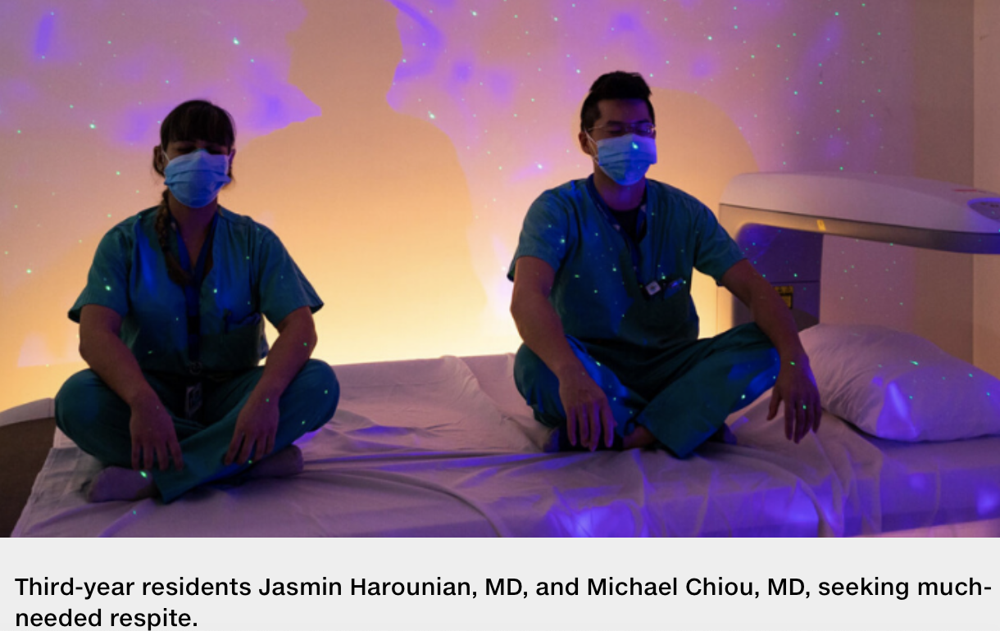 Third-year residents Jasmin Harounian, MD, and Michael Chiou, MD, seeking much-
needed respite.